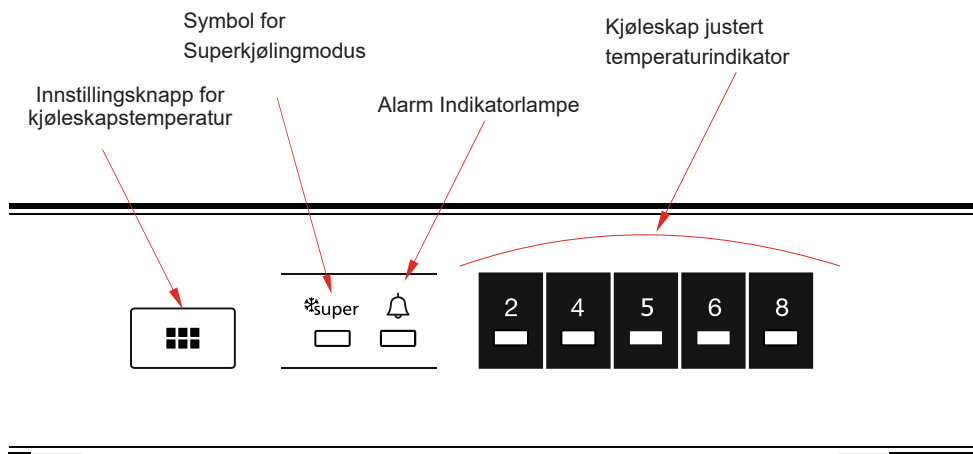 Symbol for
Superkjølingmodus
Kjøleskap justert
temperaturindikator
Innstillingsknapp for
kjøleskapstemperatur
Alarm Indikatorlampe
super
2 4 5 6 8